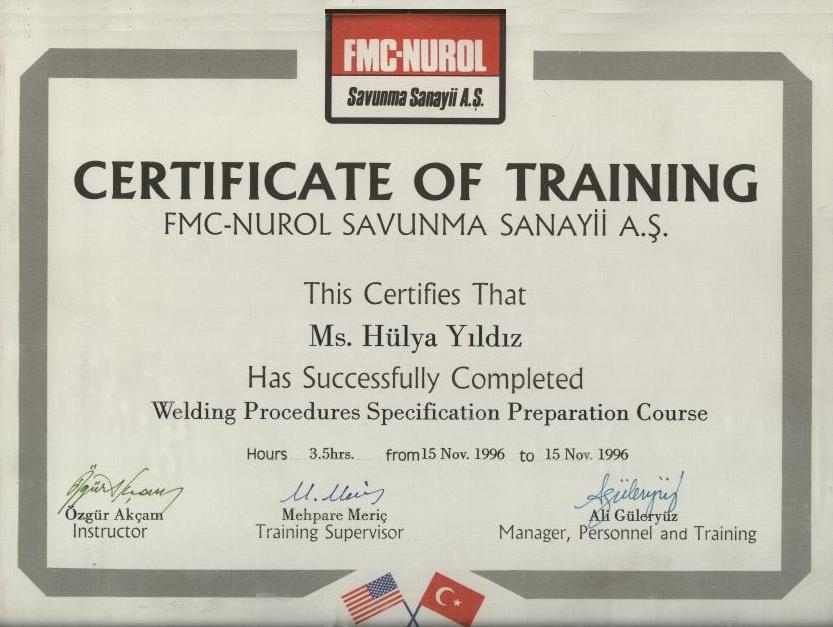 FMC-NUROL
Savunma Sanayii A.Ş.
CERTIFICATE OF TRAINING
FMC-NUROL SAVUNMA SANAYİİ A.Ş.
This Certifies That
Ms. Hülya Yıldız
Has Successfully Completed
Welding Procedures Specification Preparation Course
Hours 3.5hrs. from 15 Nov. 1996 to 15 Nov. 1996
Özgür Akçam
Instructor
M. Meriç
Mehpare Meriç
Training Supervisor
Agüleryüz
Ali Güleryüz
Manager, Personnel and Training